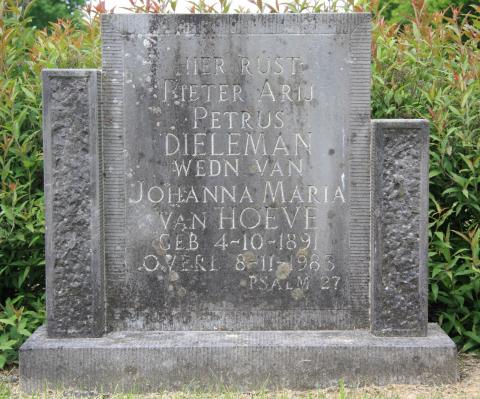 HIER RUST
PIETER ARIJ
PETRUS
DIELEMAN
WEDN VAN
JOHANNA MARIA
VAN HOEVE
GEB 4-10-1891
OVERL 8-11-1983
PSALM 27